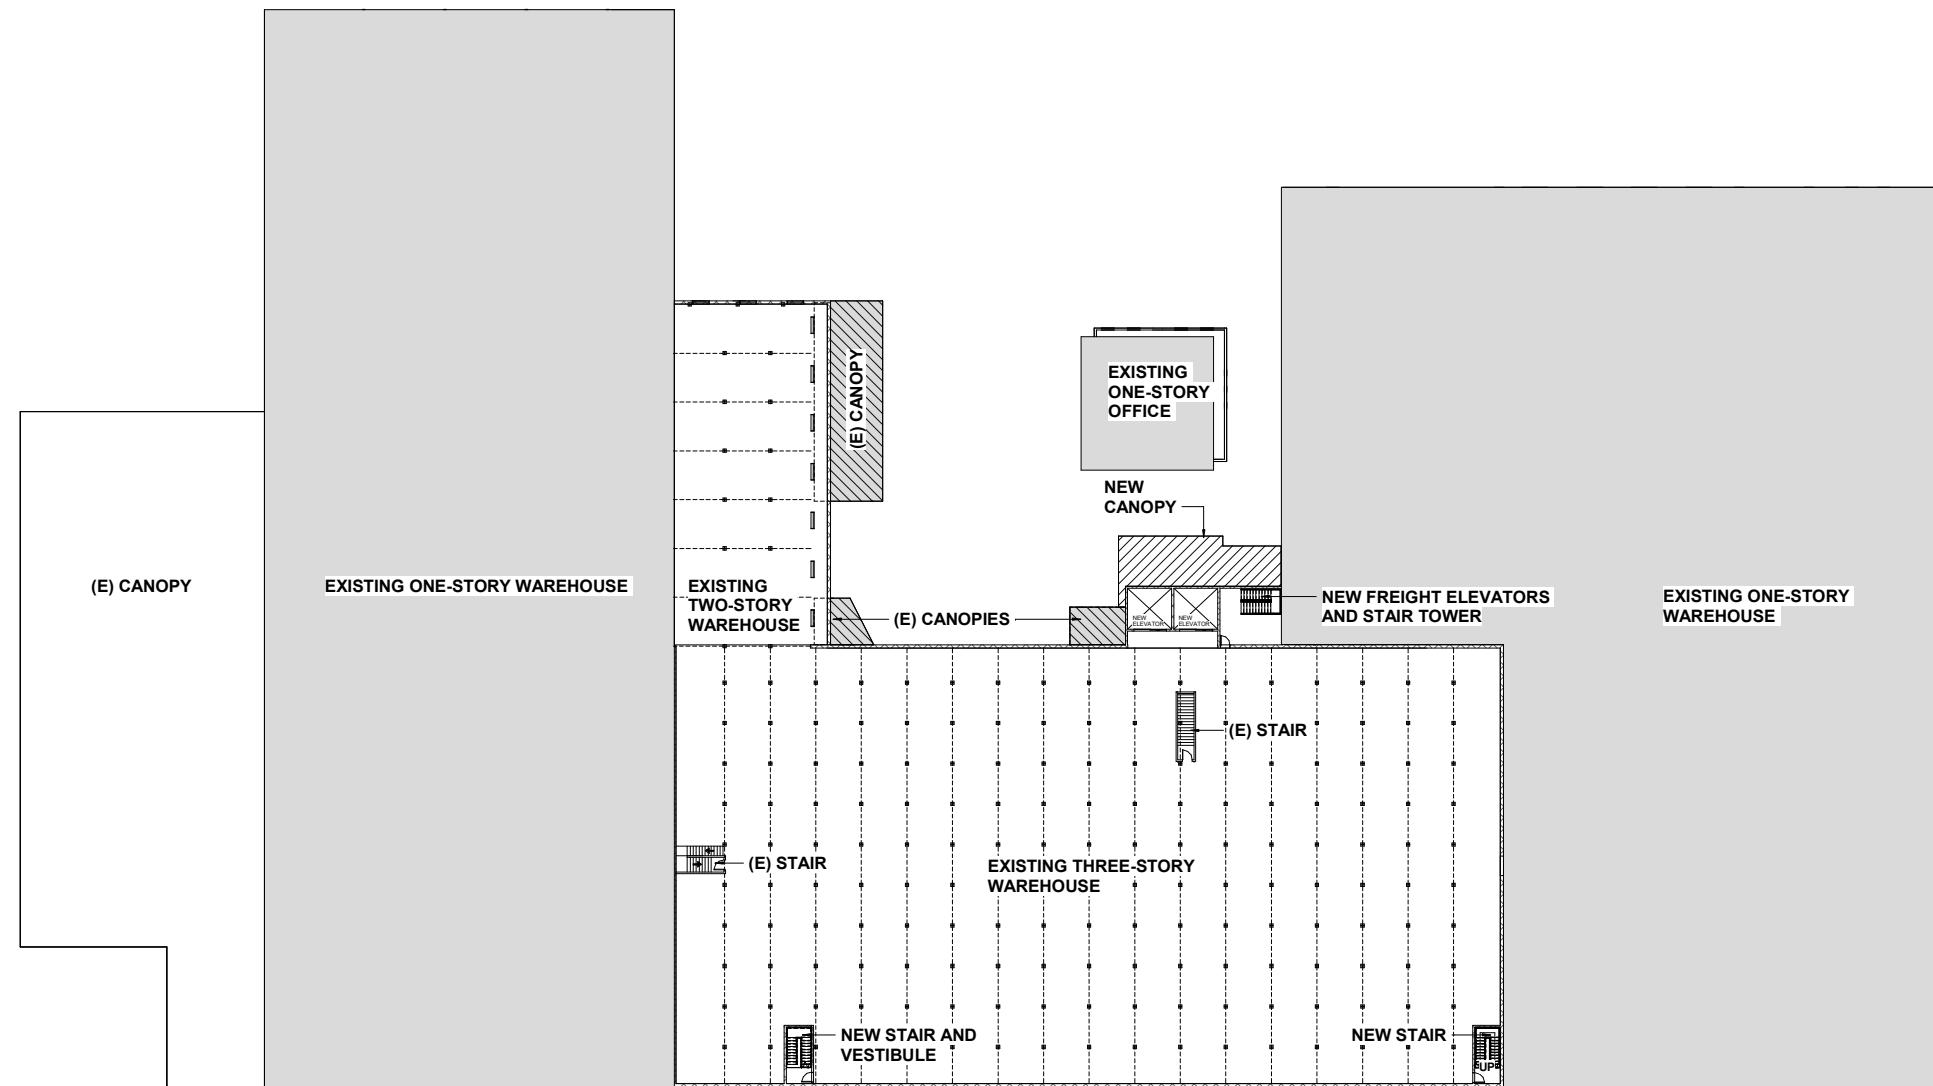 (E) CANOPY
EXISTING
ONE-STORY
OFFICE
NEW
CANOPY
(E) CANOPY
EXISTING ONE-STORY WAREHOUSE
EXISTING
TWO-STORY
WAREHOUSE
(E) CANOPIES
NEW
ELEVATOR
NEW
ELEVATOR
NEW FREIGHT ELEVATORS
AND STAIR TOWER
EXISTING ONE-STORY
WAREHOUSE
(E) STAIR
(E) STAIR
EXISTING THREE-STORY
WAREHOUSE
NEW STAIR AND
VESTIBULE
NEW STAIR
UP